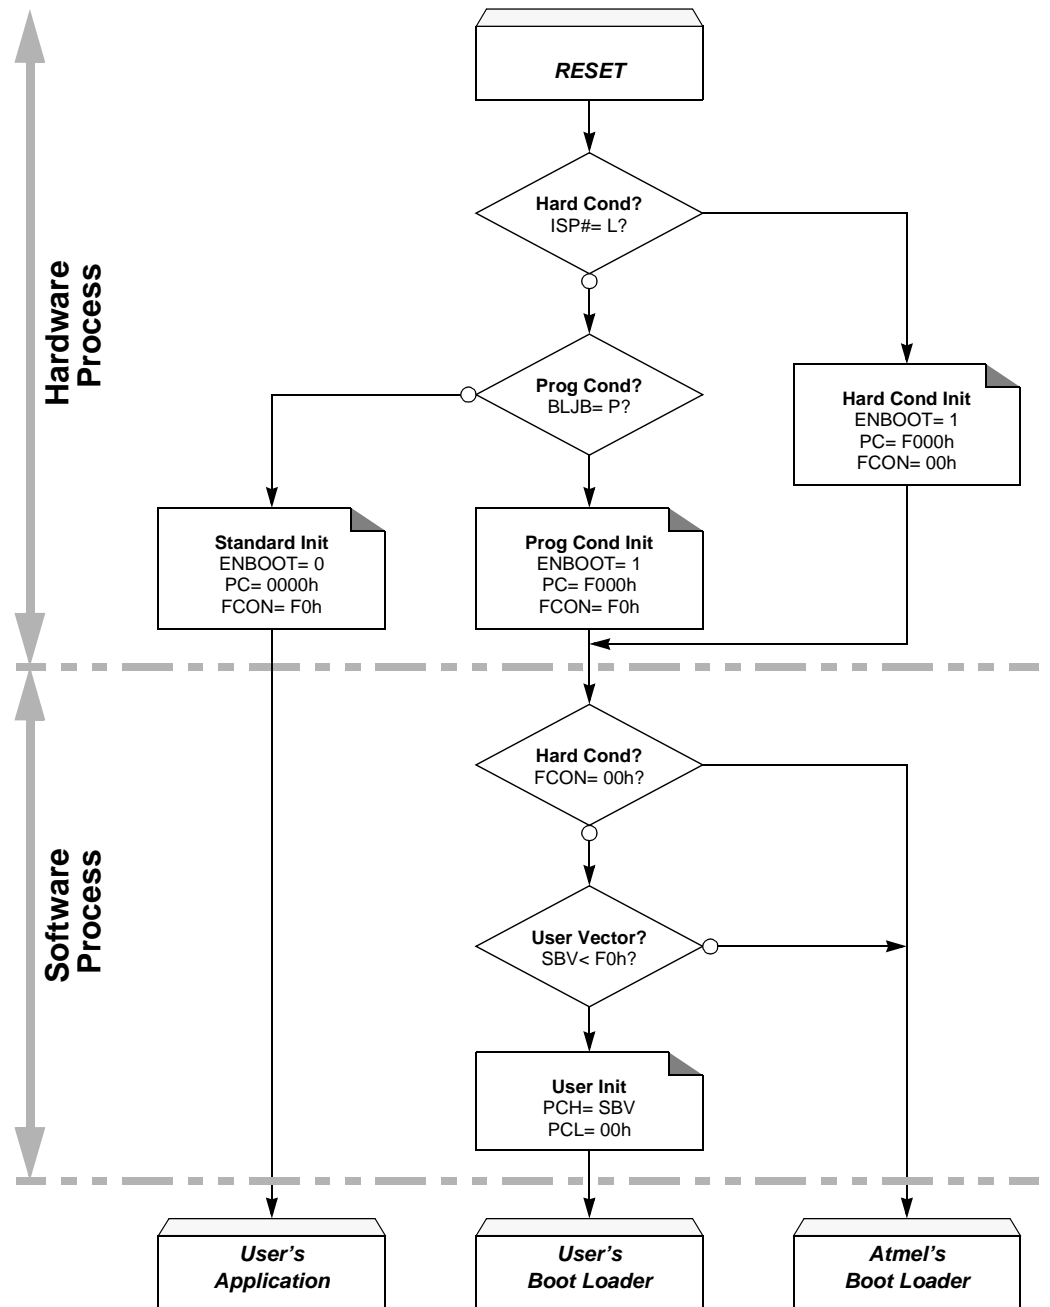 RESET
Hard Cond?
ISP#= L?
Hardware
Process
Prog Cond?
BLJB= P?
Hard Cond Init
ENBOOT= 1
PC= F000h
FCON= 00h
Standard Init
ENBOOT= 0
PC= 0000h
FCON= F0h
Prog Cond Init
ENBOOT= 1
PC= F000h
FCON= F0h
Hard Cond?
FCON= 00h?
Software
Process
User Vector?
SBV< F0h?
User Init
PCH= SBV
PCL= 00h
User's
Application
User's
Boot Loader
Atmel's
Boot Loader